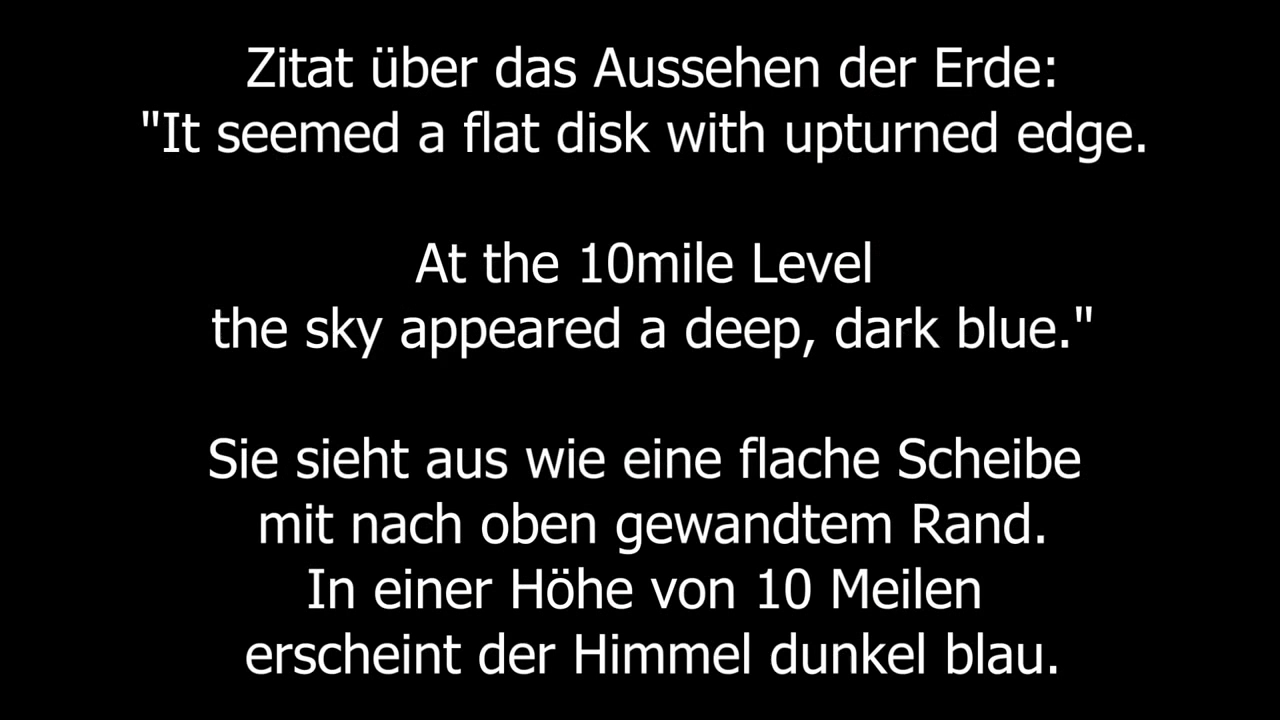 Zitat über das Aussehen der Erde:
"It seemed a flat disk with upturned edge.
At the 10mile Level
the sky appeared a deep, dark blue."
Sie sieht aus wie eine flache Scheibe
mit nach oben gewandtem Rand.
In einer Höhe von 10 Meilen
erscheint der Himmel dunkel blau.